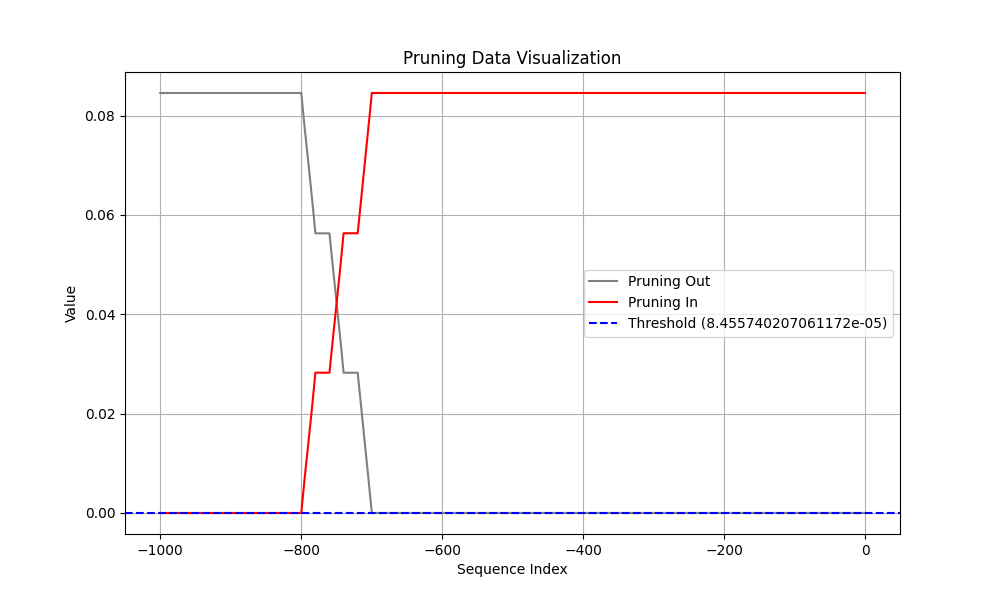 Pruning Data Visualization
0.08
0.06
0.04
0.02
0.00
Value
Pruning Out
Pruning In
Threshold (8.455740207061172e-05)
−1000
−800
−600
−400
−200
0
Sequence Index